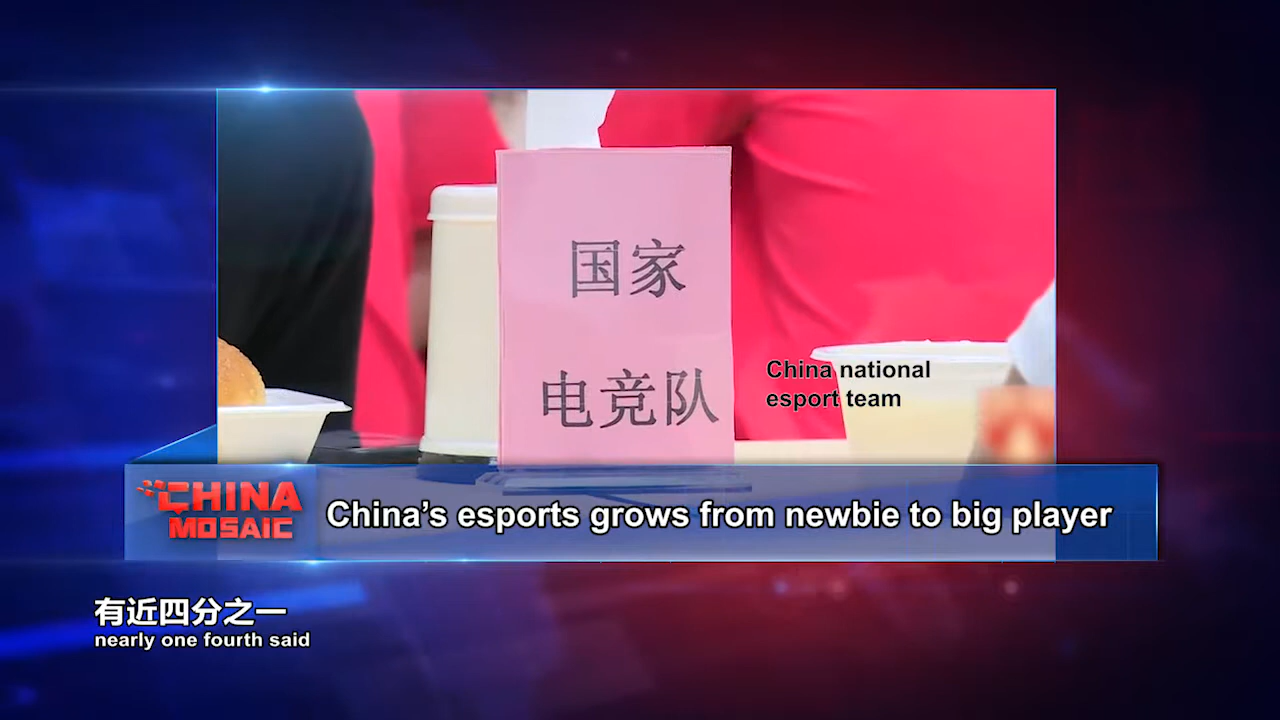 国家
电竞队
China national
esport team
CHINA
MOSAIC
China's esports grows from newbie to big player
有近四分之一
nearly one fourth said